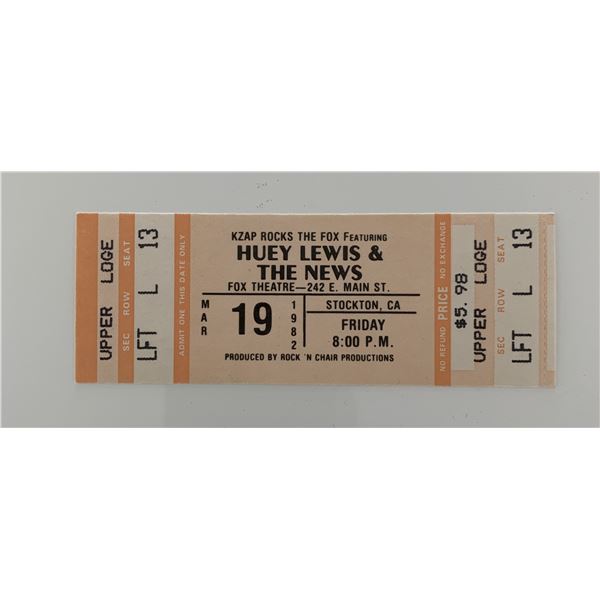 UPPER LOGE
SEC ROW SEAT
LFT L 13
ADMIT ONE THIS DATE ONLY
KZAP ROCKS THE FOX FEATURING
HUEY LEWIS &
THE NEWS
FOX THEATRE—242 E. MAIN ST.
MAR 19 1982
STOCKTON, CA
FRIDAY
8:00 P.M.
PRODUCED BY ROCK 'N CHAIR PRODUCTIONS
NO REFUND PRICE NO EXCHANGE
$5.98
UPPER LOGE
SEC ROW SEAT
LFT L 13